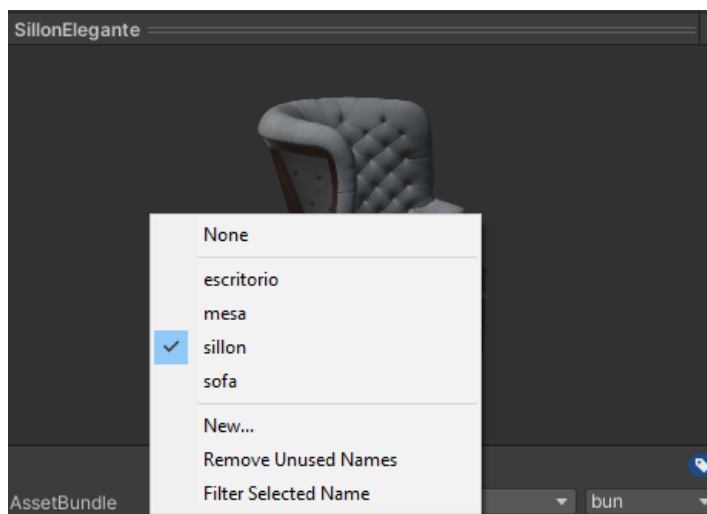 SillonElegante
None
escritorio
mesa
sillon
sofa
New...
Remove Unused Names
Filter Selected Name
AssetBundle
bun